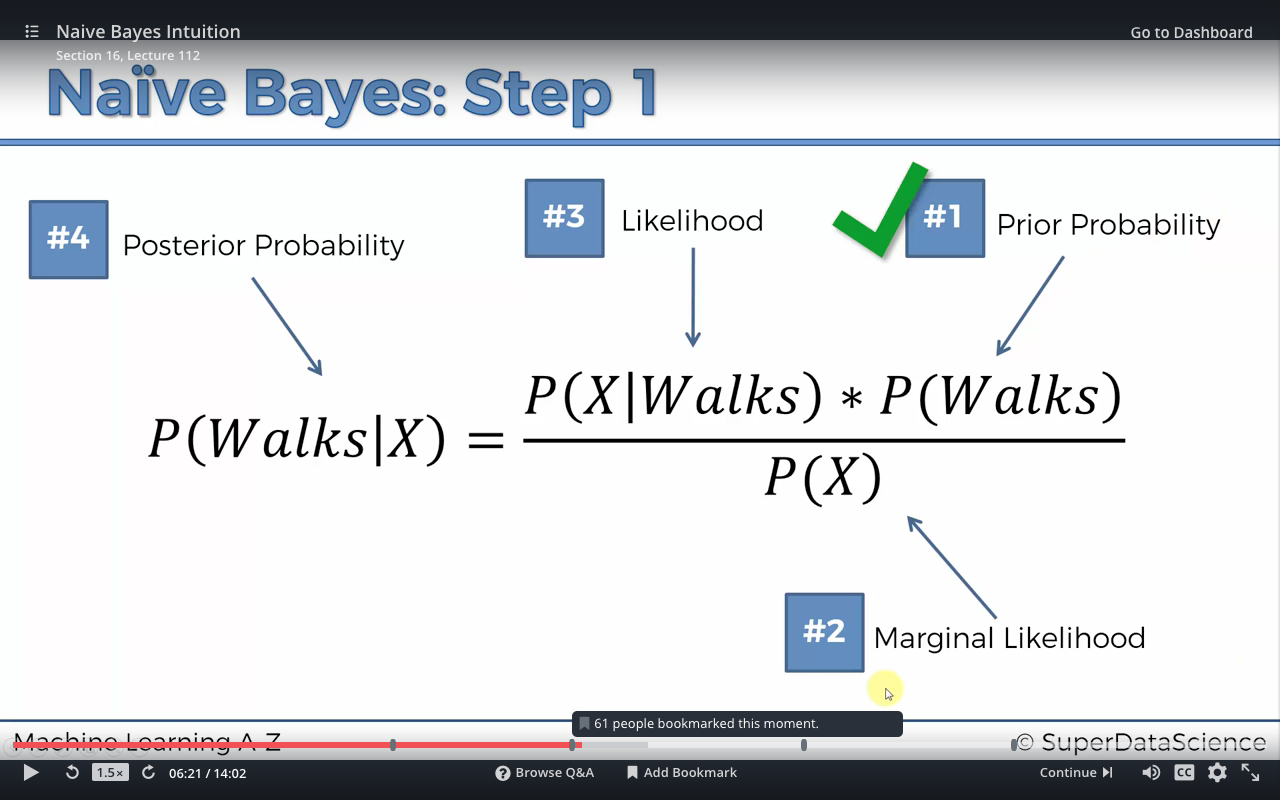 Naive Bayes Intuition
Go to Dashboard
Section 16, Lecture 112
Naïve Bayes: Step 1
#4
Posterior Probability
#3
Likelihood
#1
Prior Probability
P(Walks|X) = P(X|Walks) * P(Walks)
P(X)
#2
Marginal Likelihood
61 people bookmarked this moment.
Machine Learning A-Z
© SuperDataScience
1.5×
06:21 / 14:02
Browse Q&A
Add Bookmark
Continue
CC